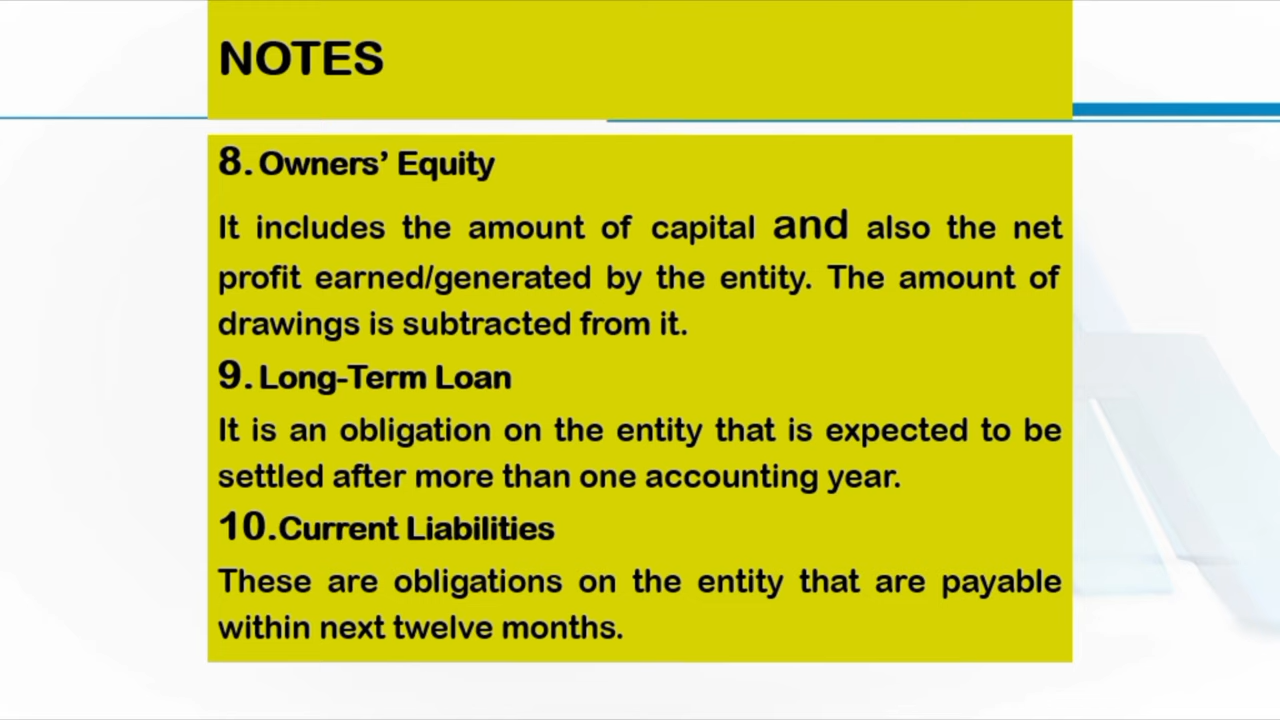 NOTES
8. Owners’ Equity
It includes the amount of capital and also the net
profit earned/generated by the entity. The amount of
drawings is subtracted from it.
9. Long-Term Loan
It is an obligation on the entity that is expected to be
settled after more than one accounting year.
10.Current Liabilities
These are obligations on the entity that are payable
within next twelve months.